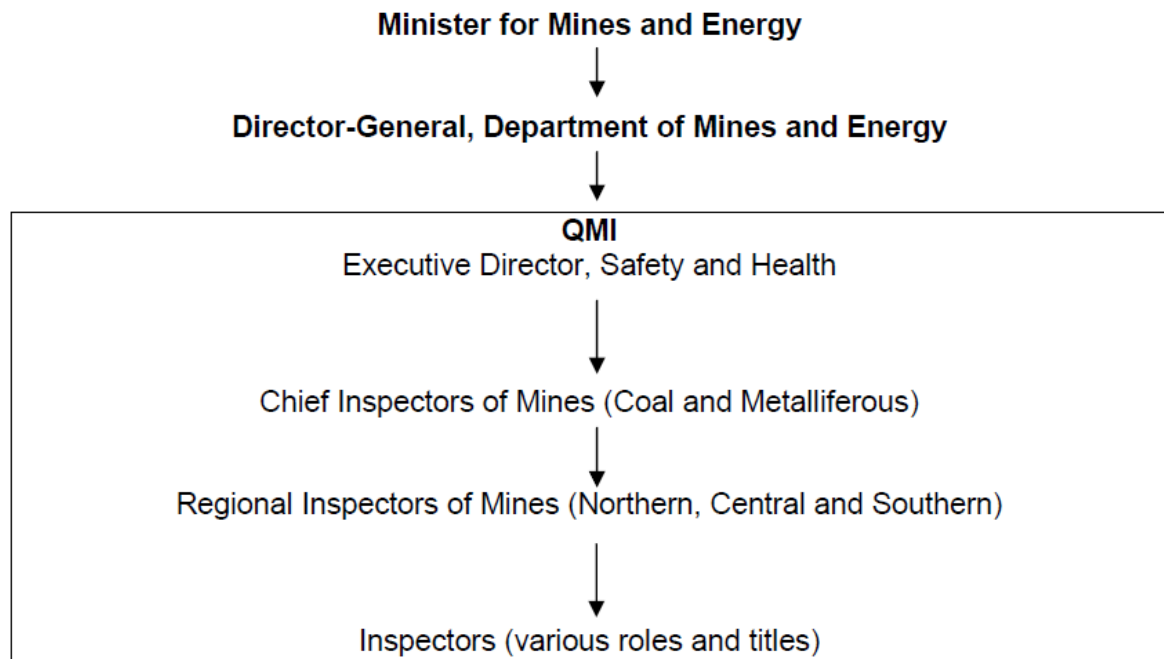 Minister for Mines and Energy
Director-General, Department of Mines and Energy
QMI
Executive Director, Safety and Health
Chief Inspectors of Mines (Coal and Metalliferous)
Regional Inspectors of Mines (Northern, Central and Southern)
Inspectors (various roles and titles)